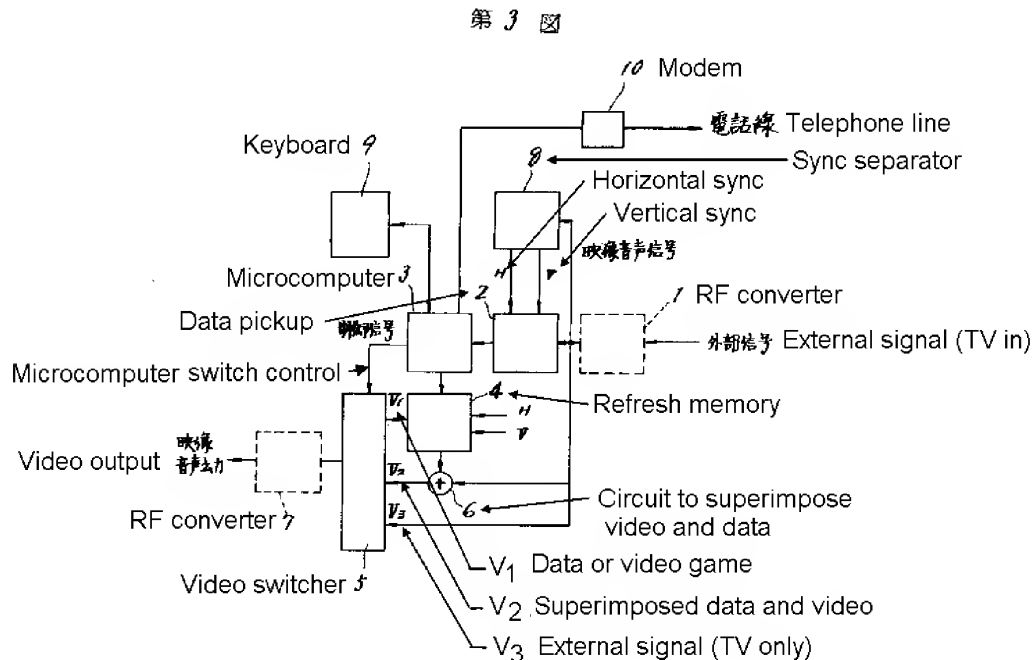 第 3 図
10 Modem
電話線 Telephone line
Keyboard 9
8
Sync separator
Horizontal sync
Vertical sync
映像音声信号
H
V
Microcomputer 3
2
1 RF converter
Data pickup
制御信号
外部信号 External signal (TV in)
Microcomputer switch control
V1
4
Refresh memory
H
V
映像
音声出力
Video output
V2
+
6
Circuit to superimpose
video and data
RF converter 7
V3
Video switcher 5
V1 Data or video game
V2 Superimposed data and video
V3 External signal (TV only)